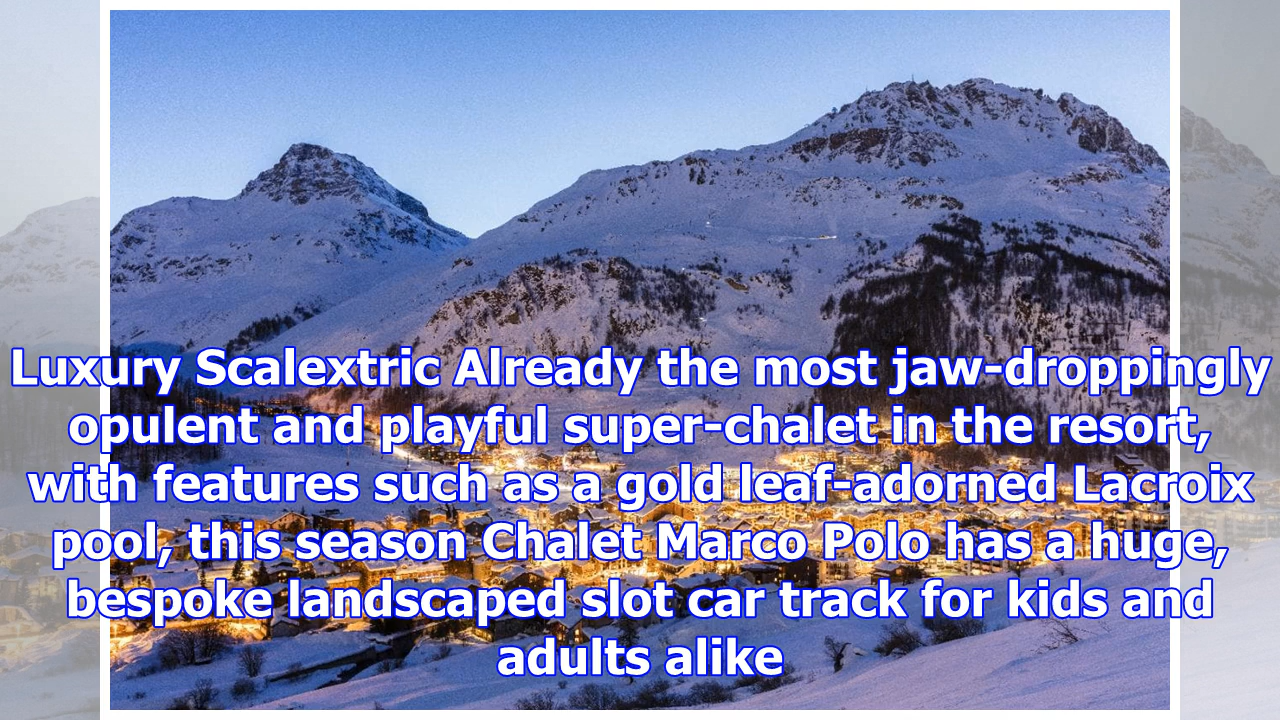 Luxury Scalextric Already the most jaw-droppingly
opulent and playful super-chalet in the resort,
with features such as a gold leaf-adorned Lacroix
pool, this season Chalet Marco Polo has a huge,
bespoke landscaped slot car track for kids and
adults alike